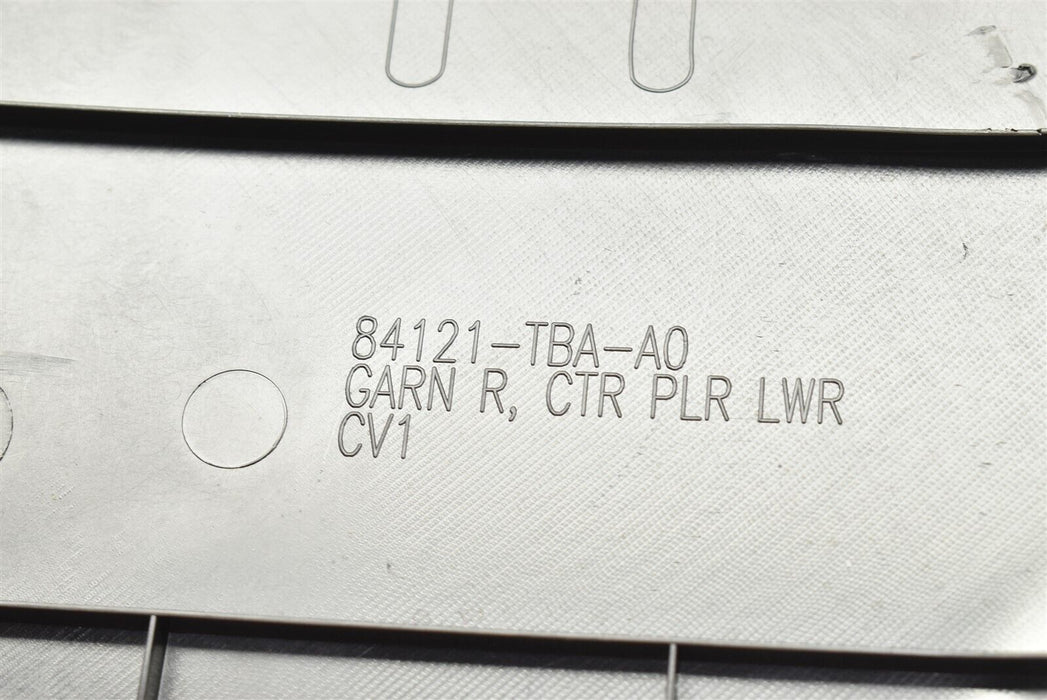 84121-TBA-A0
GARN R, CTR PLR LWR
CV1